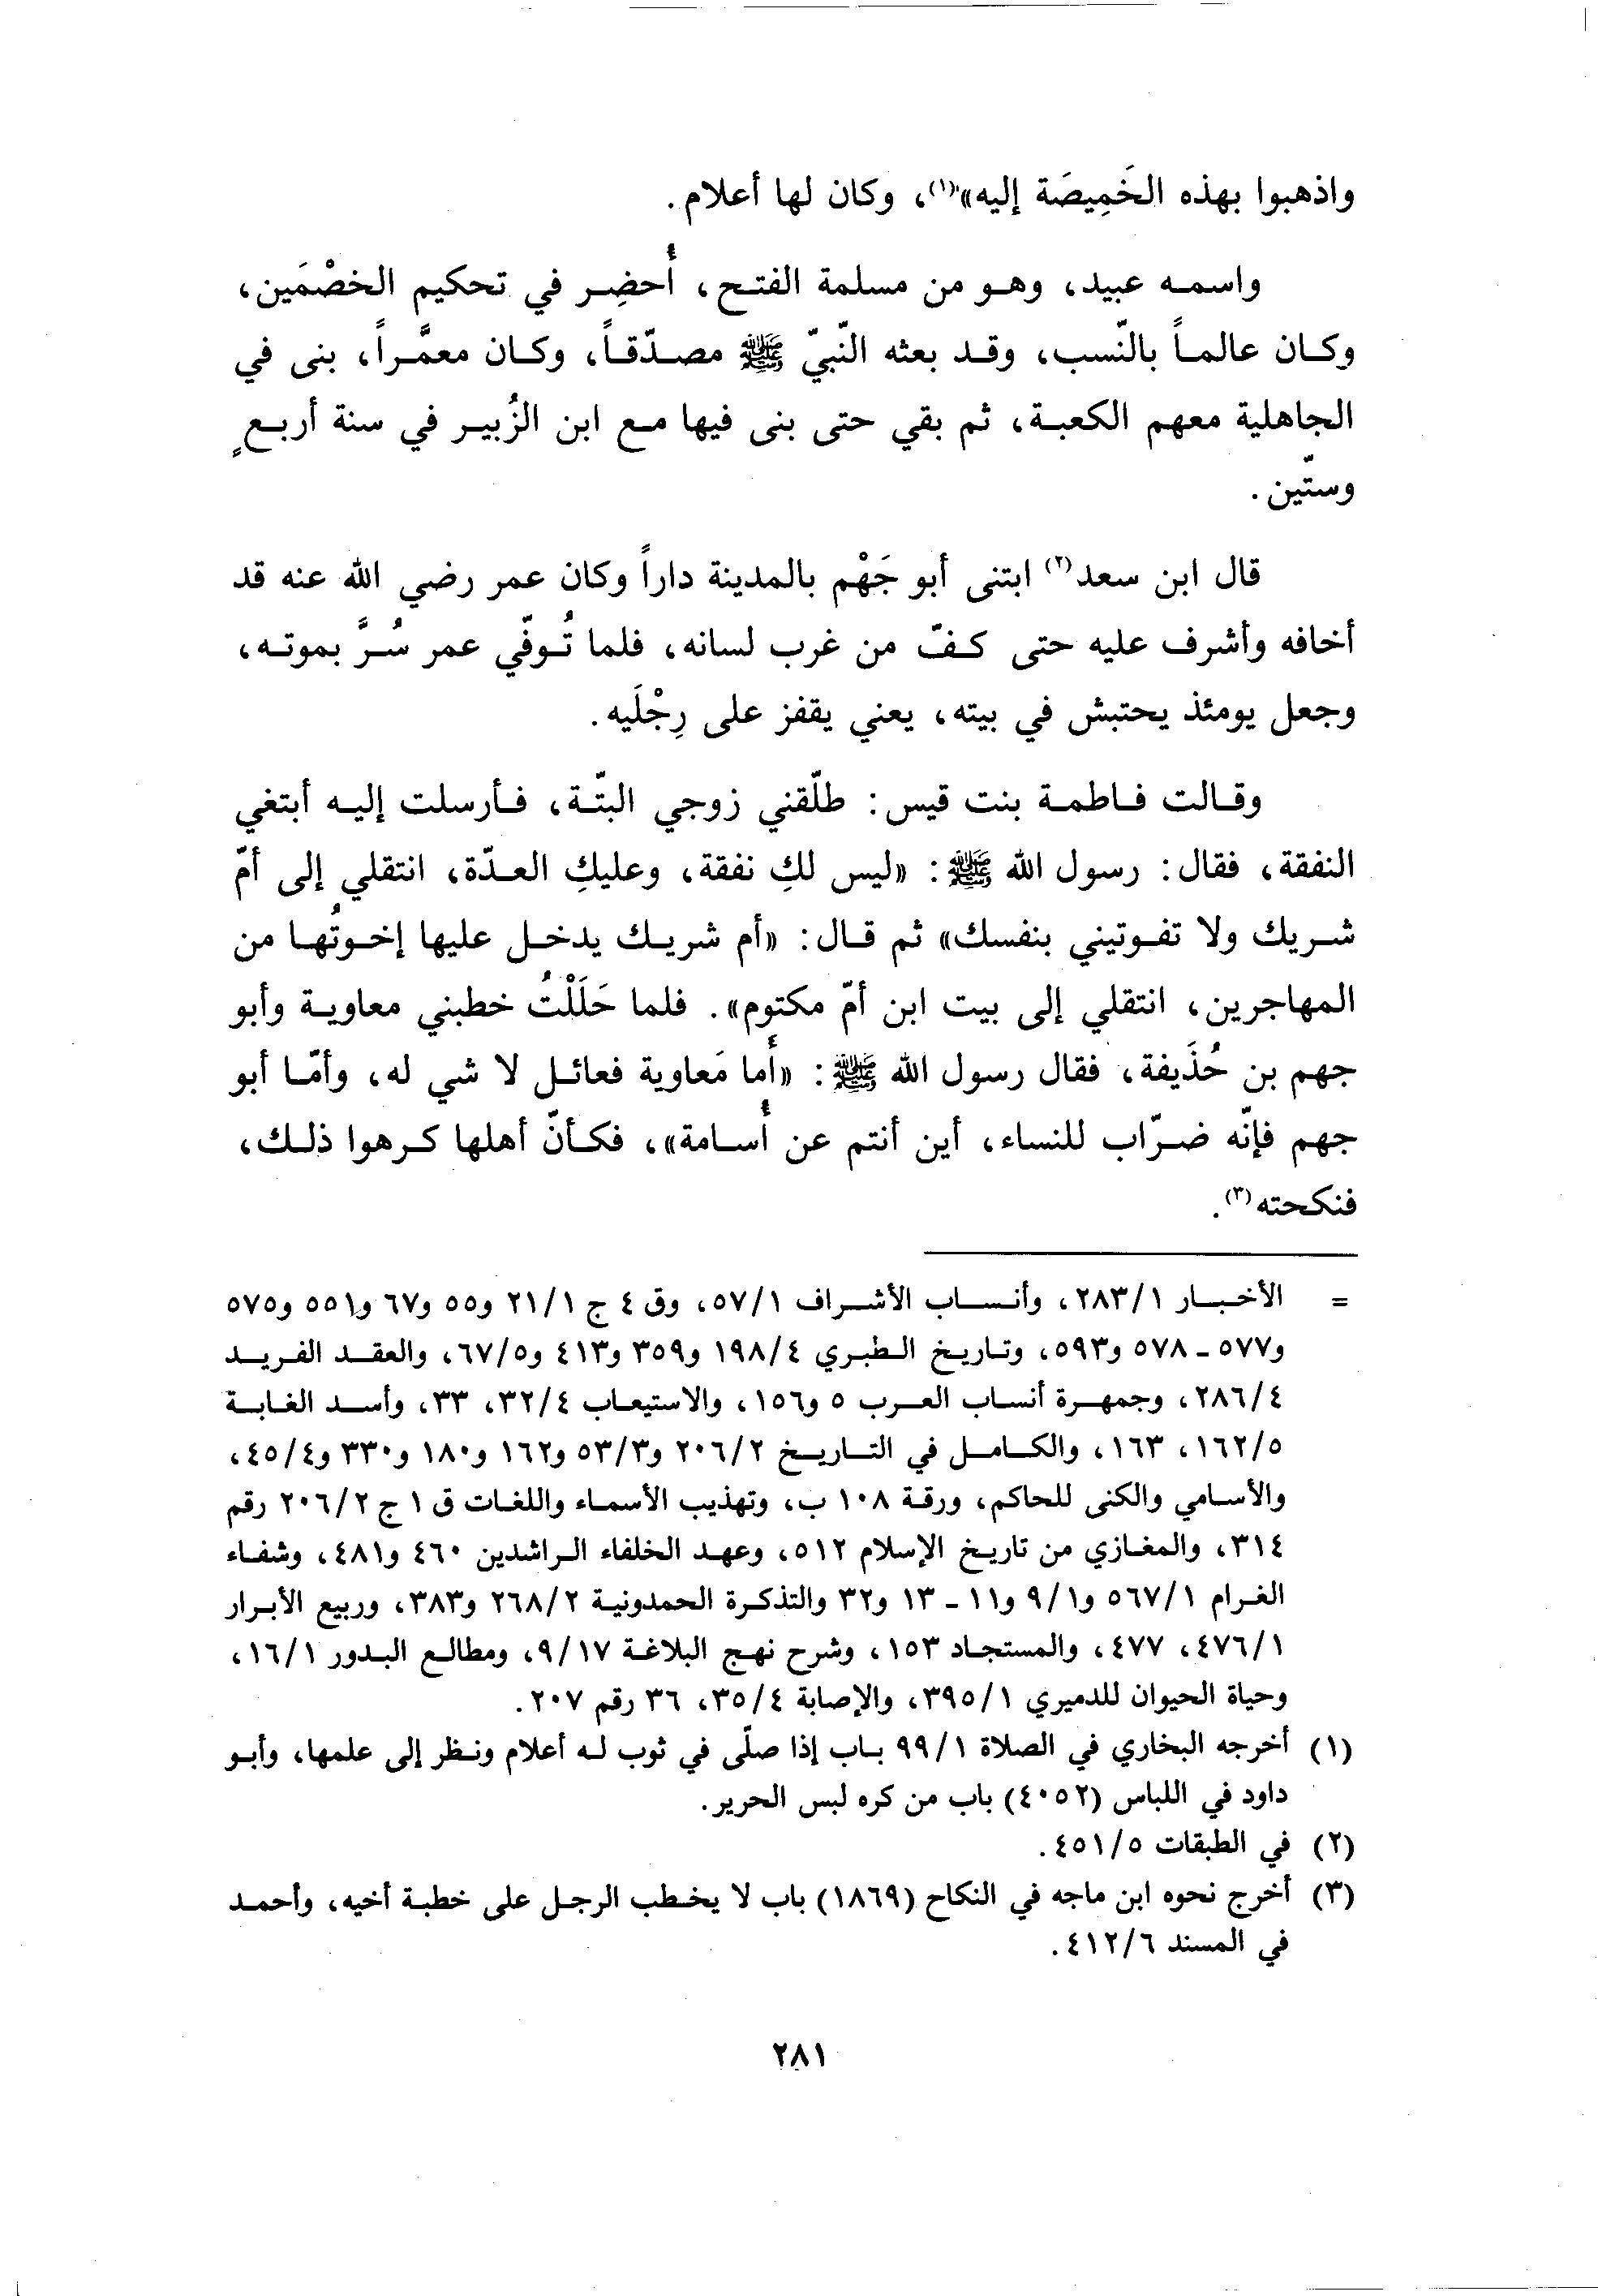 واذهبوا بهذه الخَمِيصَة إليه»(١)، وكان لها أعلام.
واسمه عبيد، وهو من مسلمة الفتح، أُحضِر في تحكيم الخصْمَين،
وكان عالماً بالنّسب، وقد بعثه النّبيّ ﷺ مصدّقاً، وكان معمَّراً، بنى في
الجاهلية معهم الكعبة، ثم بقي حتى بنى فيها مع ابن الزُبير في سنة أربعٍ
وستّين.
قال ابن سعد(٢) ابتنى أبو جَهْم بالمدينة داراً وكان عمر رضي الله عنه قد
أخافه وأشرف عليه حتى كفّ من غرب لسانه، فلما تُوفّي عمر سُرَّ بموته،
وجعل يومئذ يحتبش في بيته، يعني يقفز على رِجْلَيه.
وقالت فاطمة بنت قيس: طلّقني زوجي البتّة، فأرسلت إليه أبتغي
النفقة، فقال: رسول الله ﷺ: «ليس لكِ نفقة، وعليكِ العدّة، انتقلي إلى أمّ
شريك ولا تفوتيني بنفسك» ثم قال: «أم شريك يدخل عليها إخوتُها من
المهاجرين، انتقلي إلى بيت ابن أمّ مكتوم». فلما حَلَلْتُ خطبني معاوية وأبو
جهم بن حُذَيفة، فقال رسول الله ﷺ: «أَما مَعاوية فعائل لا شي له، وأمّا أبو
جهم فإنّه ضرّاب للنساء، أين أنتم عن أُسامة»، فكأنّ أهلها كرهوا ذلك،
فنكحته(٣).
= الأخبار ٢٨٣/١، وأنساب الأشراف ٥٧/١، وق ٤ ج ٢١/١ و٥٥ و٦٧ و٥٥١ و٥٧٥
و٥٧٧ - ٥٧٨ و٥٩٣، وتاريخ الطبري ١٩٨/٤ و٣٥٩ و٤١٣ و٦٧/٥، والعقد الفريد
٢٨٦/٤، وجمهرة أنساب العرب ٥ و١٥٦، والاستيعاب ٣٢/٤، ٣٣، وأسد الغابة
١٦٢/٥، ١٦٣، والكامل في التاريخ ٢٠٦/٢ و٥٣/٣ و١٦٢ و١٨٠ و٣٣٠ و٤٥/٤،
والأسامي والكنى للحاكم، ورقة ١٠٨ ب، وتهذيب الأسماء واللغات ق ١ ج ٢٠٦/٢ رقم
٣١٤، والمغازي من تاريخ الإسلام ٥١٢، وعهد الخلفاء الراشدين ٤٦٠ و٤٨١، وشفاء
الغرام ٥٦٧/١ و٩/١ و١١ - ١٣ و٣٢ والتذكرة الحمدونية ٢٦٨/٢ و٣٨٣، وربيع الأبرار
٤٧٦/١، ٤٧٧، والمستجاد ١٥٣، وشرح نهج البلاغة ٩/١٧، ومطالع البدور ١٦/١،
وحياة الحيوان للدميري ٣٩٥/١، والإصابة ٣٥/٤، ٣٦ رقم ٢٠٧.
(١) أخرجه البخاري في الصلاة ٩٩/١ باب إذا صلّى في ثوب له أعلام ونظر إلى علمها، وأبو
داود في اللباس (٤٠٥٢) باب من كره لبس الحرير.
(٢) في الطبقات ٤٥١/٥.
(٣) أخرج نحوه ابن ماجه في النكاح (١٨٦٩) باب لا يخطب الرجل على خطبة أخيه، وأحمد
في المسند ٤١٢/٦.
٢٨١